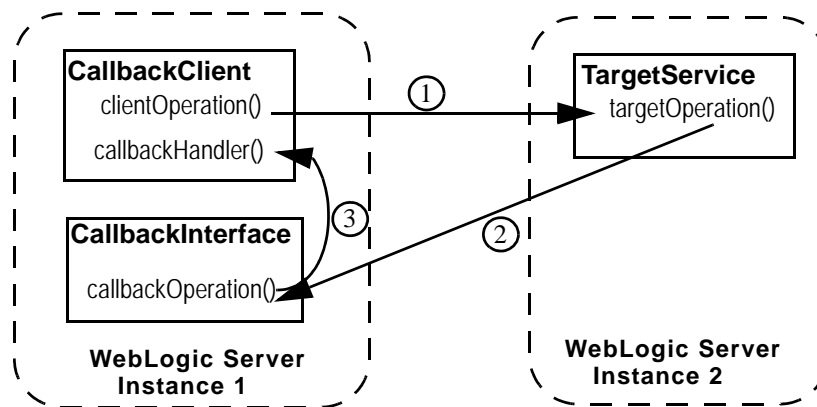 CallbackClient
clientOperation()
callbackHandler()
1
TargetService
targetOperation()
3
2
CallbackInterface
callbackOperation()
WebLogic Server
Instance 1
WebLogic Server
Instance 2